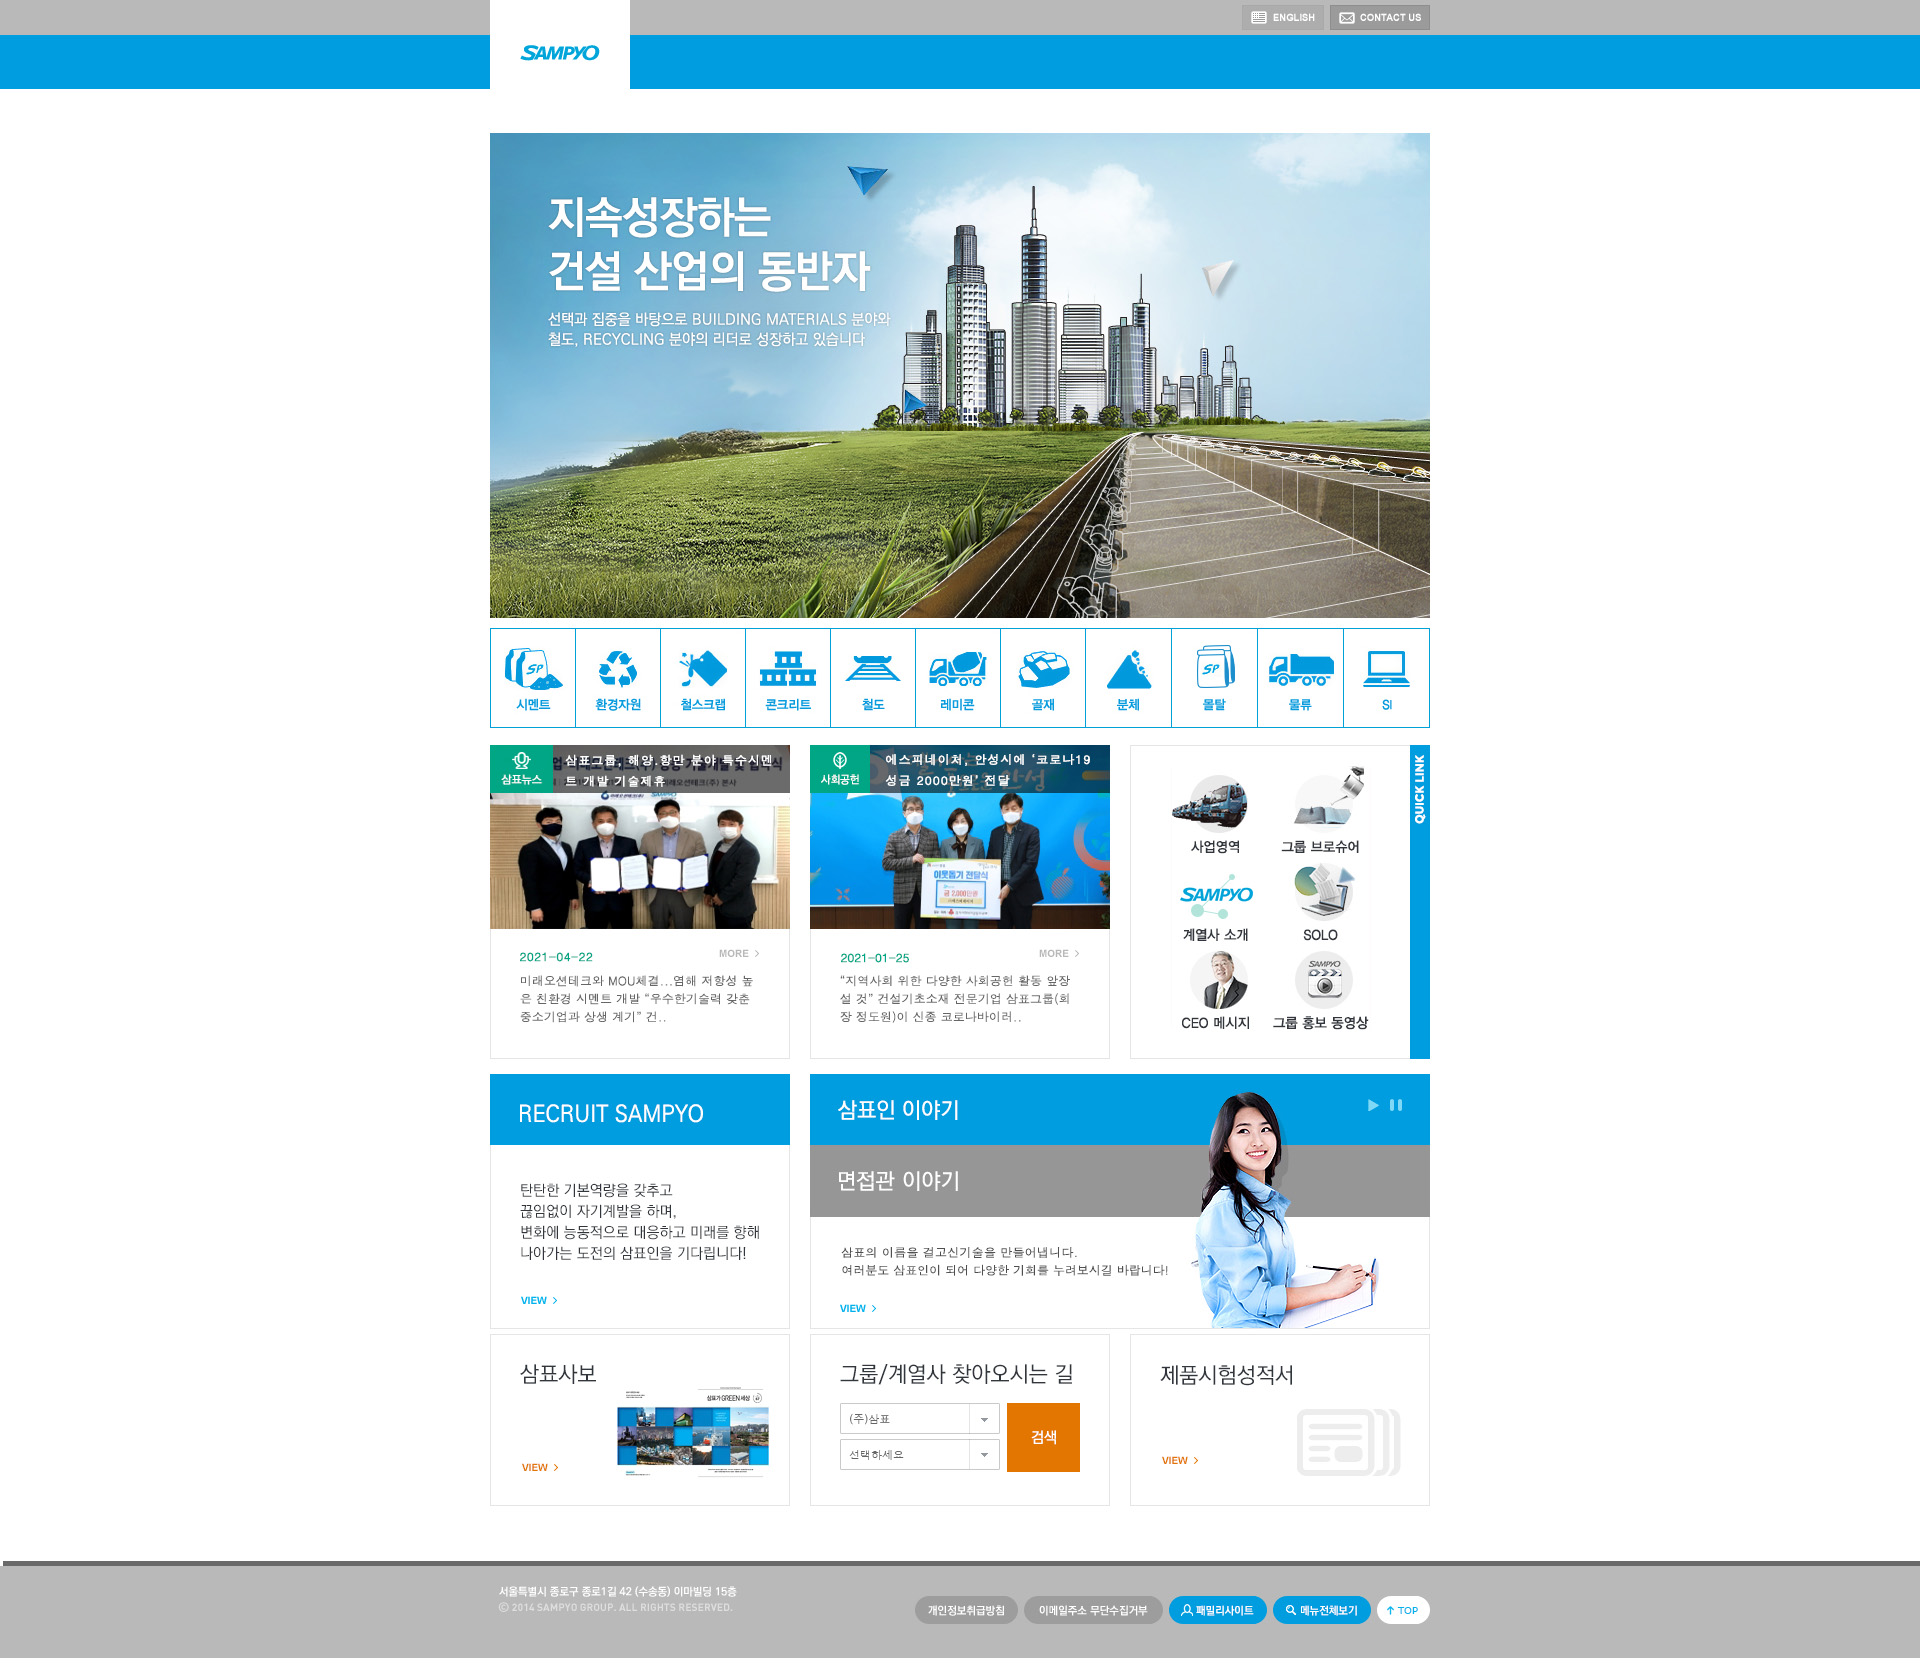 ENGLISH
CONTACT US
SAMPYO
지속성장하는
건설 산업의 동반자
선택과 집중을 바탕으로 BUILDING MATERIALS 분야와
철도, RECYCLING 분야의 리더로 성장하고 있습니다
SP
SP
시멘트
환경자원
철스크랩
콘크리트
철도
레미콘
골재
분체
몰탈
물류
SI
삼표뉴스
삼표그룹, 해양.항만 분야 특수시멘
트 개발 기술제휴
2021-04-22
MORE
미래오션테크와 MOU체결...염해 저항성 높
은 친환경 시멘트 개발 “우수한기술력 갖춘
중소기업과 상생 계기” 건..
사회공헌
에스피네이처, 안성시에 ‘코로나19
성금 2000만원’ 전달
이웃돕기 전달식
금 2,000만원
2021-01-25
MORE
“지역사회 위한 다양한 사회공헌 활동 앞장
설 것” 건설기초소재 전문기업 삼표그룹(회
장 정도원)이 신종 코로나바이러..
QUICK LINK
사업영역
그룹 브로슈어
SAMPYO
계열사 소개
SOLO
SAMPYO
CEO 메시지
그룹 홍보 동영상
RECRUIT SAMPYO
탄탄한 기본역량을 갖추고
끊임없이 자기계발을 하며,
변화에 능동적으로 대응하고 미래를 향해
나아가는 도전의 삼표인을 기다립니다!
VIEW
삼표인 이야기
면접관 이야기
삼표의 이름을 걸고신기술을 만들어냅니다.
여러분도 삼표인이 되어 다양한 기회를 누려보시길 바랍니다!
VIEW
삼표사보
삼표가 GREEN 세상
VIEW
그룹/계열사 찾아오시는 길
(주)삼표
선택하세요
검색
제품시험성적서
VIEW
서울특별시 종로구 종로1길 42 (수송동) 이마빌딩 15층
© 2014 SAMPYO GROUP. ALL RIGHTS RESERVED.
개인정보취급방침
이메일주소 무단수집거부
패밀리사이트
메뉴전체보기
TOP